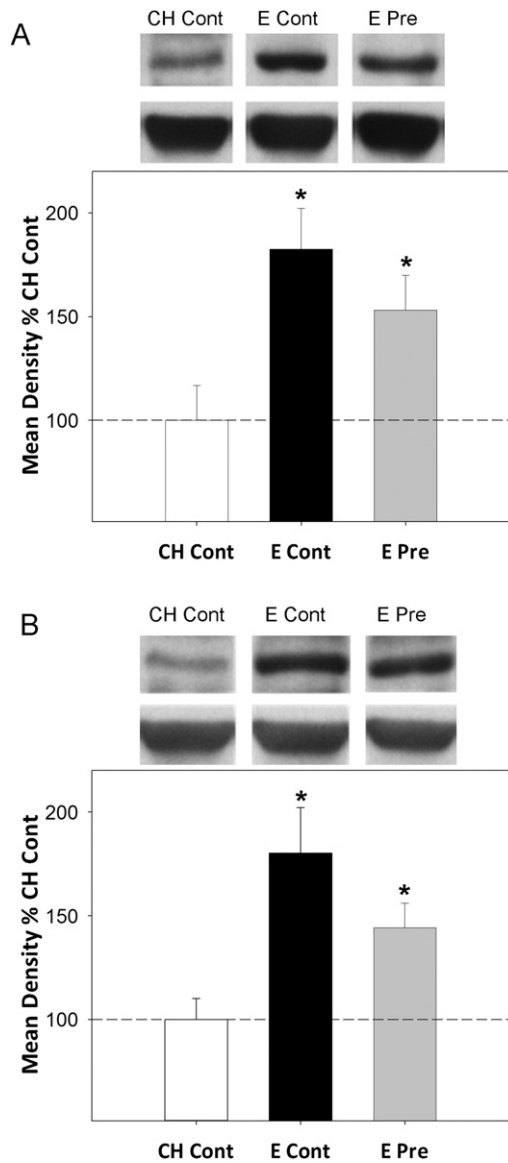 A
CH Cont E Cont E Pre
Mean Density % CH Cont
200
150
100
*
*
CH Cont E Cont E Pre
B
CH Cont E Cont E Pre
Mean Density % CH Cont
200
150
100
*
*
CH Cont E Cont E Pre